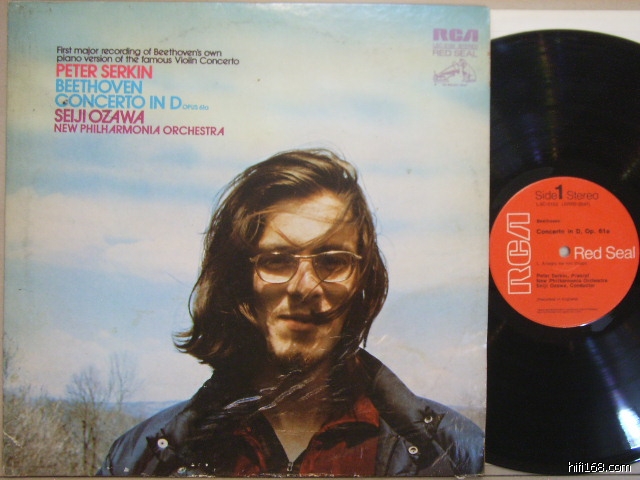 First major recording of Beethoven's own
piano version of the famous Violin Concerto
PETER SERKIN
BEETHOVEN
CONCERTO IN D OPUS 61a
SEIJI OZAWA
NEW PHILHARMONIA ORCHESTRA
RCA
RED SEAL
Side 1 Stereo
Beethoven
Concerto in D, Op. 61a
RCA
Red Seal
Peter Serkin, Pianist
New Philharmonia Orchestra
Seiji Ozawa, Conductor
hifi168.com